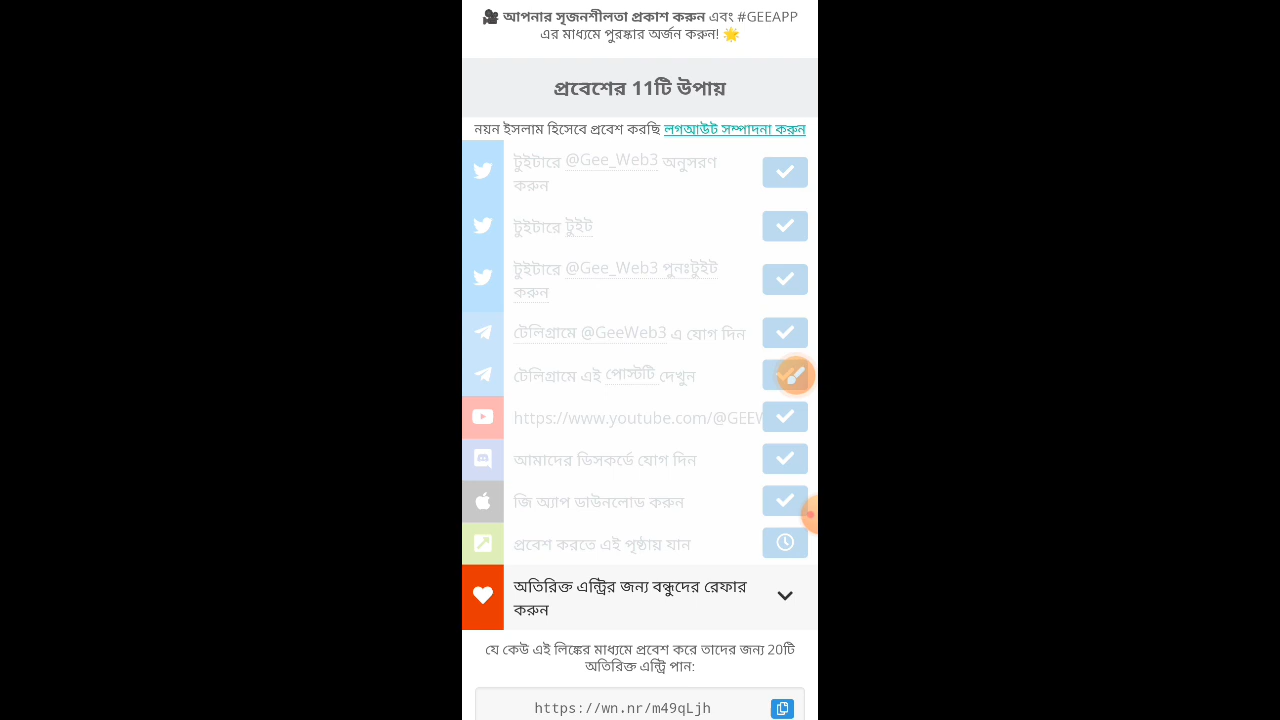 🎥 আপনার সৃজনশীলতা প্রকাশ করুন এবং #GEEAPP
এর মাধ্যমে পুরষ্কার অর্জন করুন! 🌟
প্রবেশের 11টি উপায়
নয়ন ইসলাম হিসেবে প্রবেশ করছি লগআউট সম্পাদনা করুন
টুইটারে @Gee_Web3 অনুসরণ
করুন
টুইটারে টুইট
টুইটারে @Gee_Web3 পুনঃটুইট
করুন
টেলিগ্রামে @GeeWeb3 এ যোগ দিন
টেলিগ্রামে এই পোস্টটি দেখুন
https://www.youtube.com/@GEEW
আমাদের ডিসকর্ডে যোগ দিন
জি অ্যাপ ডাউনলোড করুন
প্রবেশ করতে এই পৃষ্ঠায় যান
অতিরিক্ত এন্ট্রির জন্য বন্ধুদের রেফার
করুন
যে কেউ এই লিঙ্কের মাধ্যমে প্রবেশ করে তাদের জন্য 20টি
অতিরিক্ত এন্ট্রি পান:
https://wn.nr/m49qLjh